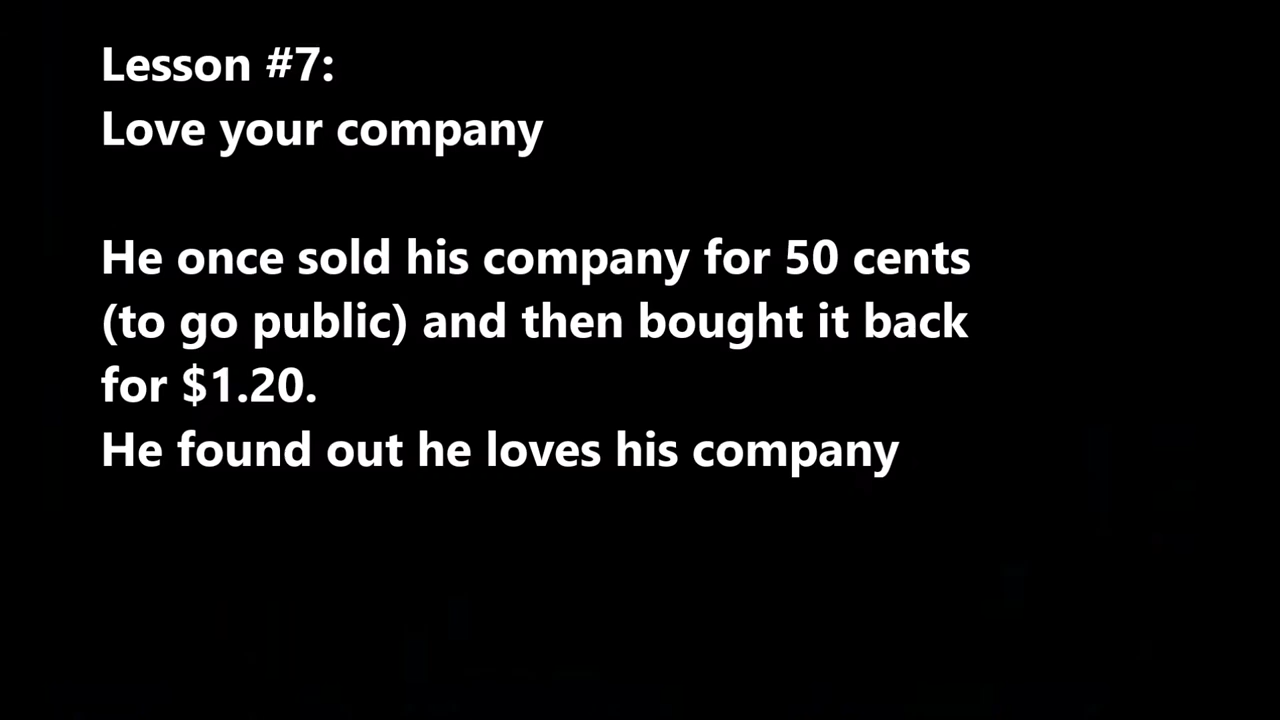 Lesson #7:
Love your company
He once sold his company for 50 cents
(to go public) and then bought it back
for $1.20.
He found out he loves his company